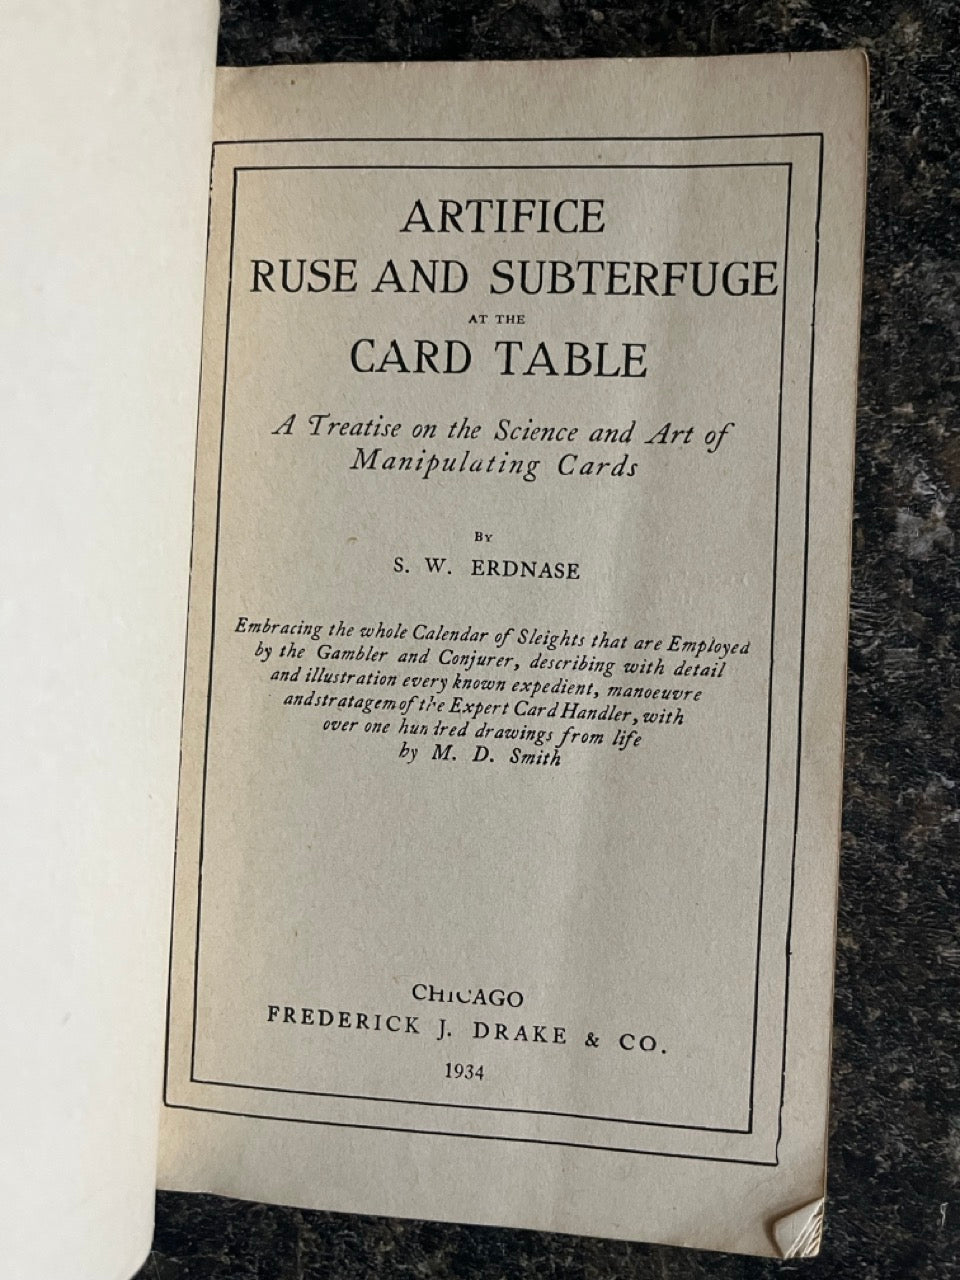 ARTIFICE
RUSE AND SUBTERFUGE
AT THE
CARD TABLE
A Treatise on the Science and Art of
Manipulating Cards
BY
S. W. ERDNASE
Embracing the whole Calendar of Sleights that are Employed
by the Gambler and Conjurer, describing with detail
and illustration every known expedient, manoeuvre
and stratagem of the Expert Card Handler, with
over one hundred drawings from life
by M. D. Smith
CHICAGO
FREDERICK J. DRAKE & CO.
1934